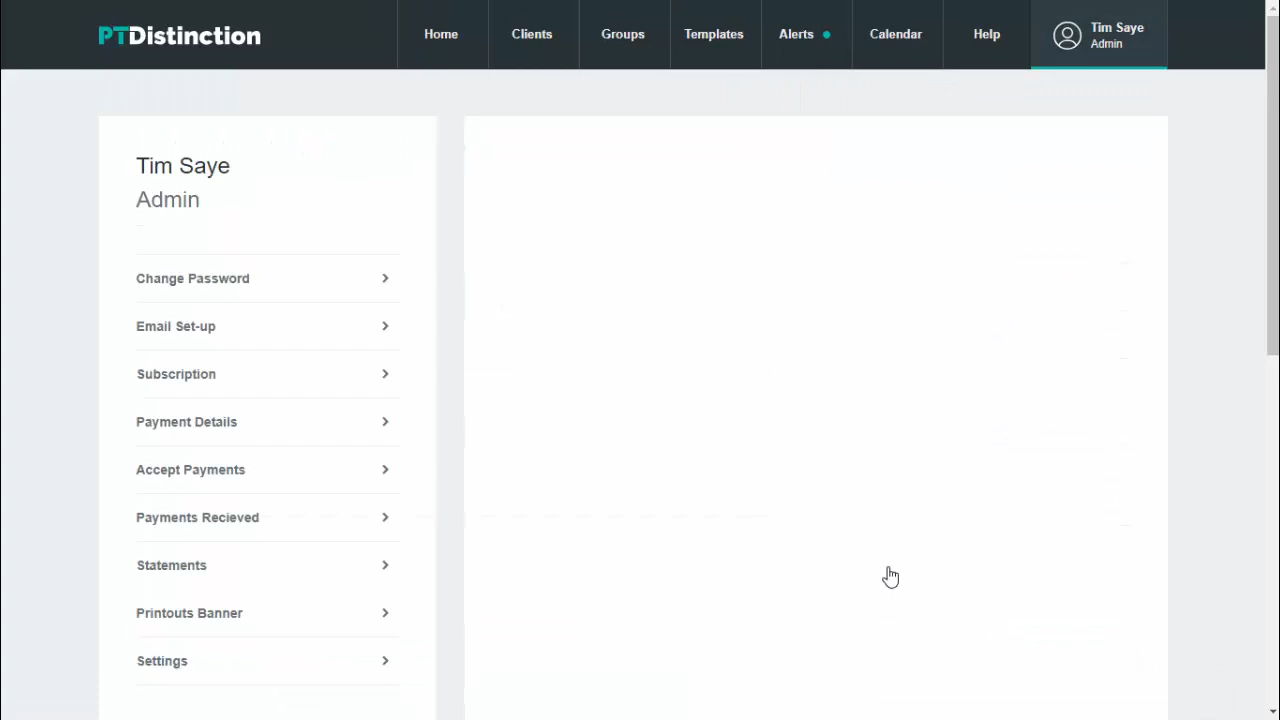 PTDistinction
Home
Clients
Groups
Templates
Alerts
Calendar
Help
Tim Saye
Admin
Tim Saye
Admin
Change Password
Email Set-up
Subscription
Payment Details
Accept Payments
Payments Recieved
Statements
Printouts Banner
Settings